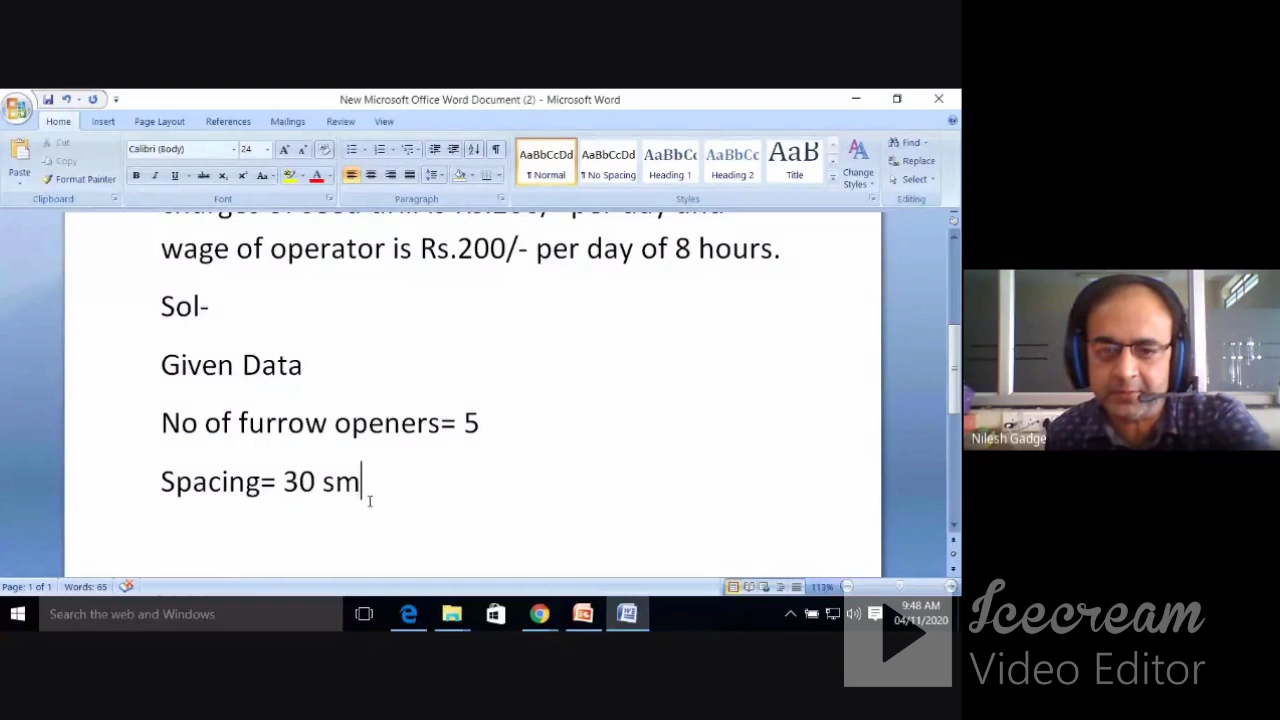 New Microsoft Office Word Document (2) - Microsoft Word
Home Insert Page Layout References Mailings Review View
Paste
Cut
Copy
Format Painter
Clipboard
Calibri (Body) 24
Font
Paragraph
AaBbCcDd AaBbCcDd AaBbCc AaBbCc AaB
¶ Normal ¶ No Spacing Heading 1 Heading 2 Title
Change
Styles
Styles
Find
Replace
Select
Editing
wage of operator is Rs.200/- per day of 8 hours.
Sol-
Given Data
No of furrow openers= 5
Spacing= 30 sm
Nilesh Gadge
Page: 1 of 1 Words: 65
113%
Search the web and Windows
9:48 AM
04/11/2020
Icecream
Video Editor